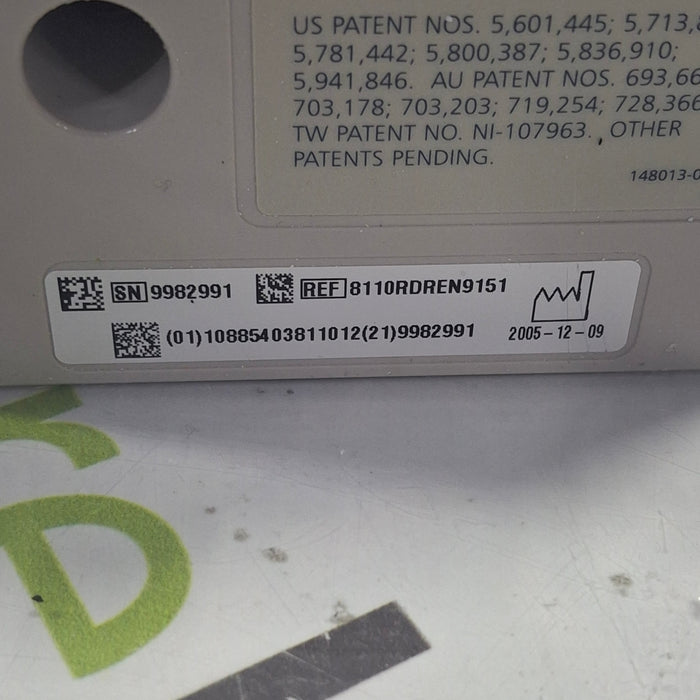 US PATENT NOS. 5,601,445; 5,713,
5,781,442; 5,800,387; 5,836,910;
5,941,846. AU PATENT NOS. 693,66
703,178; 703,203; 719,254; 728,366
TW PATENT NO. NI-107963. OTHER
PATENTS PENDING.
148013-0
SN 9982991 REF 8110RDREN9151
(01)10885403811012(21)9982991 2005-12-09